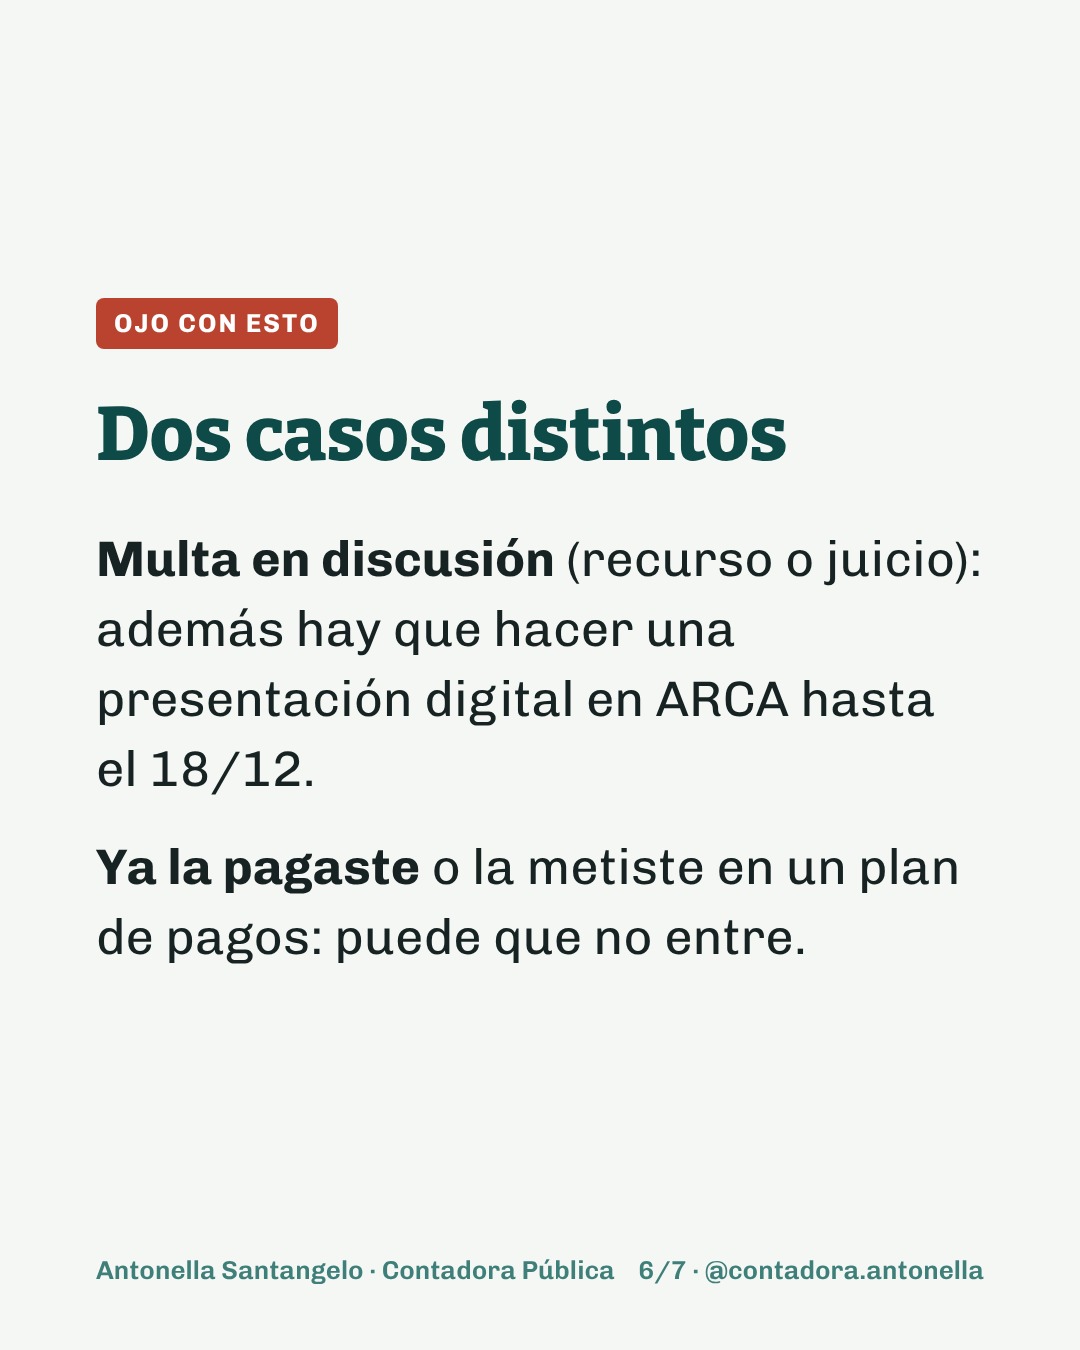 OJO CON ESTO
Dos casos distintos
Multa en discusión (recurso o juicio):
además hay que hacer una
presentación digital en ARCA hasta
el 18/12.
Ya la pagaste o la metiste en un plan
de pagos: puede que no entre.
Antonella Santangelo · Contadora Pública 6/7 · @contadora.antonella